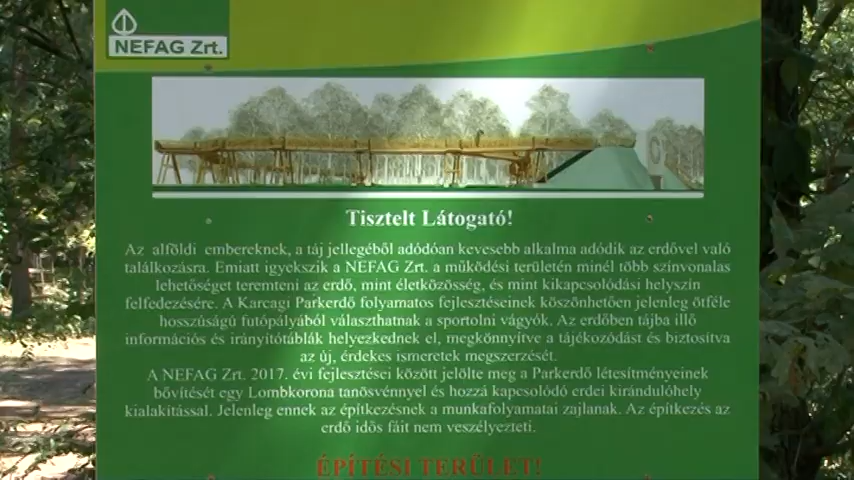 NEFAG Zrt.
Tisztelt Látogató!
Az alföldi embereknek, a táj jellegéből adódóan kevesebb alkalma adódik az erdővel való
találkozásra. Emiatt igyekszik a NEFAG Zrt. a működési területén minél több színvonalas
lehetőséget teremteni az erdő, mint életközösség, és mint kikapcsolódási helyszín
felfedezésére. A Karcagi Parkerdő folyamatos fejlesztéseinek köszönhetően jelenleg ötféle
hosszúságú futópályából választhatnak a sportolni vágyók. Az erdőben tájba illő
információs és irányítótáblák helyezkednek el, megkönnyítve a tájékozódást és biztosítva
az új, érdekes ismeretek megszerzését.
A NEFAG Zrt. 2017. évi fejlesztései között jelölte meg a Parkerdő létesítményeinek
bővítését egy Lombkorona tanösvénnyel és hozzá kapcsolódó erdei kirándulóhely
kialakítással. Jelenleg ennek az építkezésnek a munkafolyamatai zajlanak. Az építkezés az
erdő idős fáit nem veszélyezteti.
ÉPÍTÉSI TERÜLET!